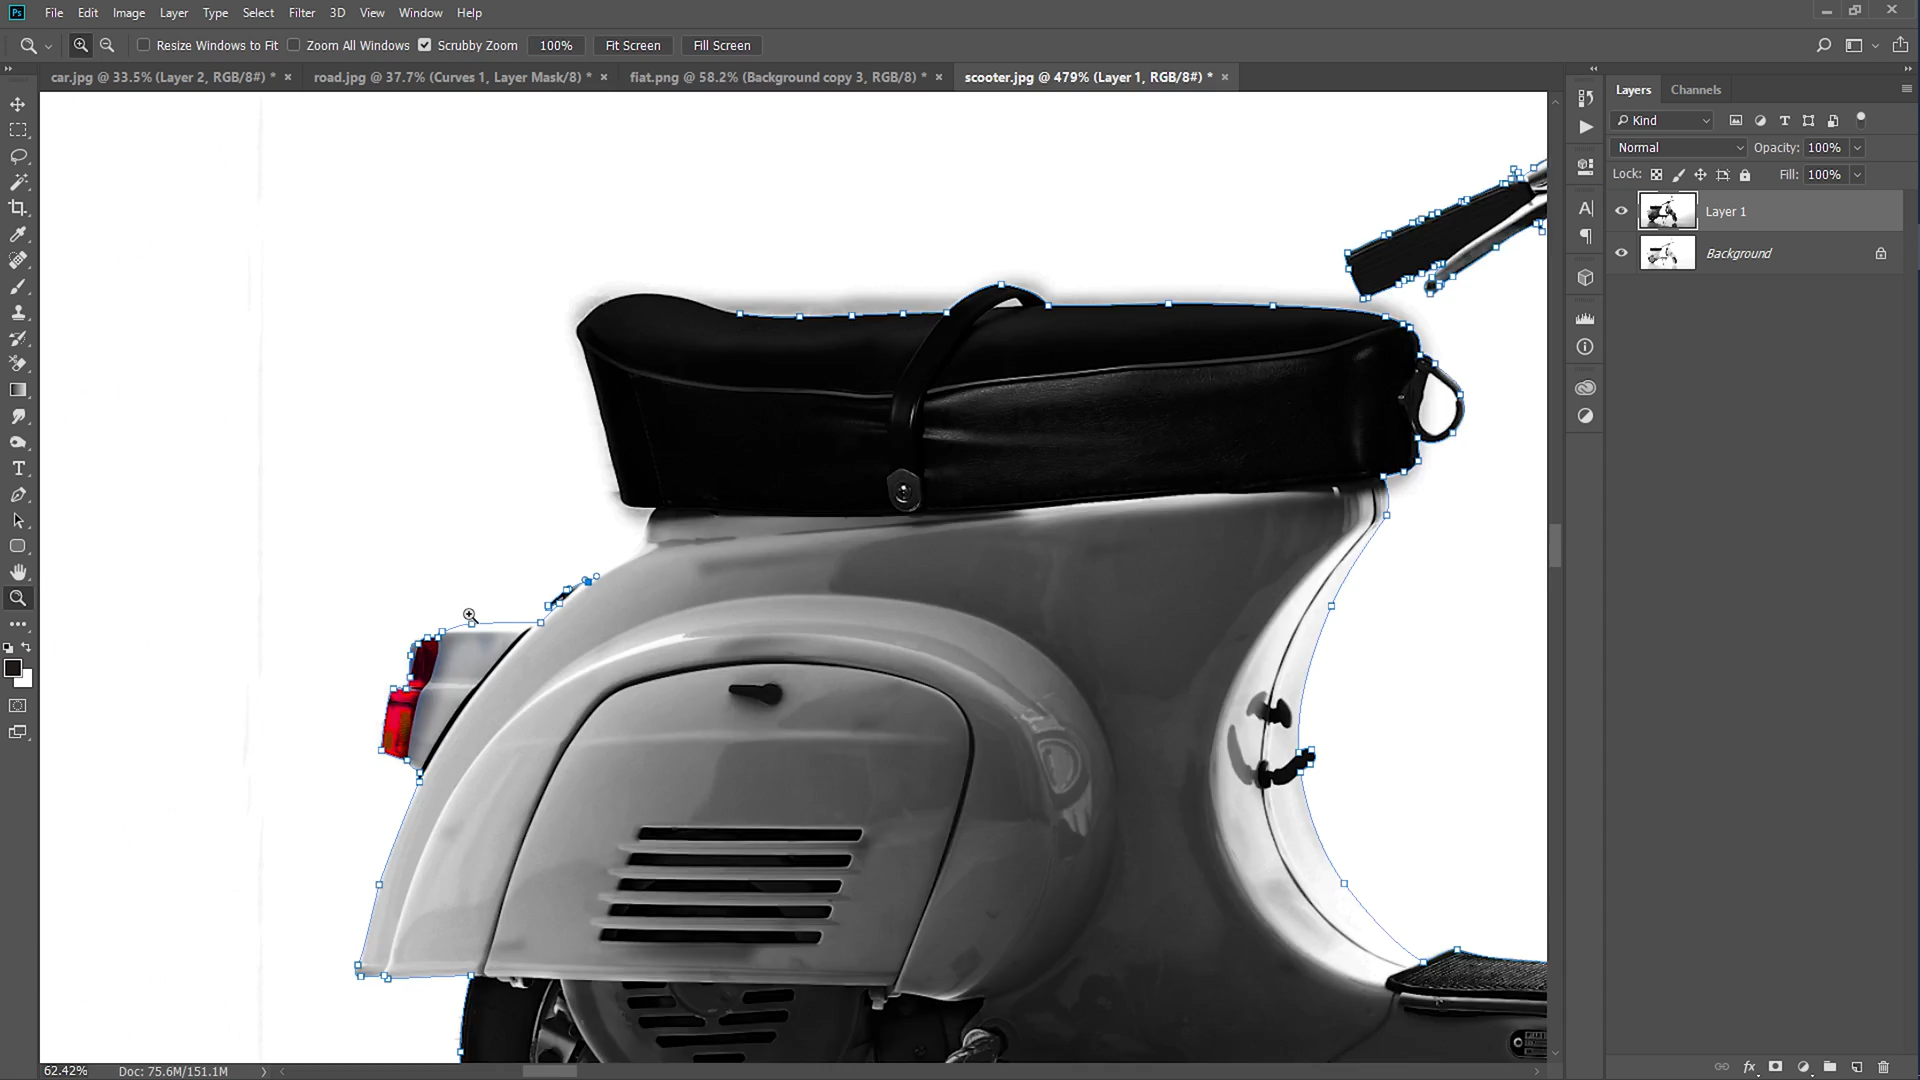 Ps File Edit Image Layer Type Select Filter 3D View Window Help
Resize Windows to Fit Zoom All Windows Scrubby Zoom 100% Fit Screen Fill Screen
car.jpg @ 33.5% (Layer 2, RGB/8#) * × road.jpg @ 37.7% (Curves 1, Layer Mask/8) * × fiat.png @ 58.2% (Background copy 3, RGB/8) * × scooter.jpg @ 479% (Layer 1, RGB/8#) * ×
Layers Channels
Kind
Normal Opacity: 100%
Lock: Fill: 100%
Layer 1
Background
62.42% Doc: 75.6M/151.1M